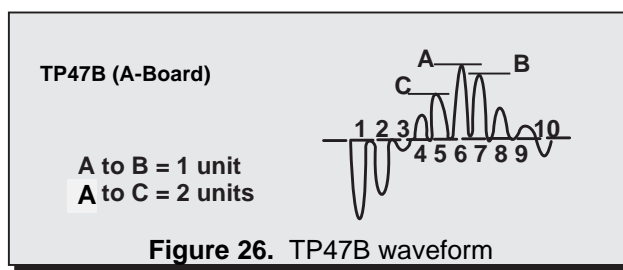 TP47B (A-Board)
A
B
C
1 2 3
10
4 5 6 7 8 9
A to B = 1 unit
A to C = 2 units
Figure 26. TP47B waveform